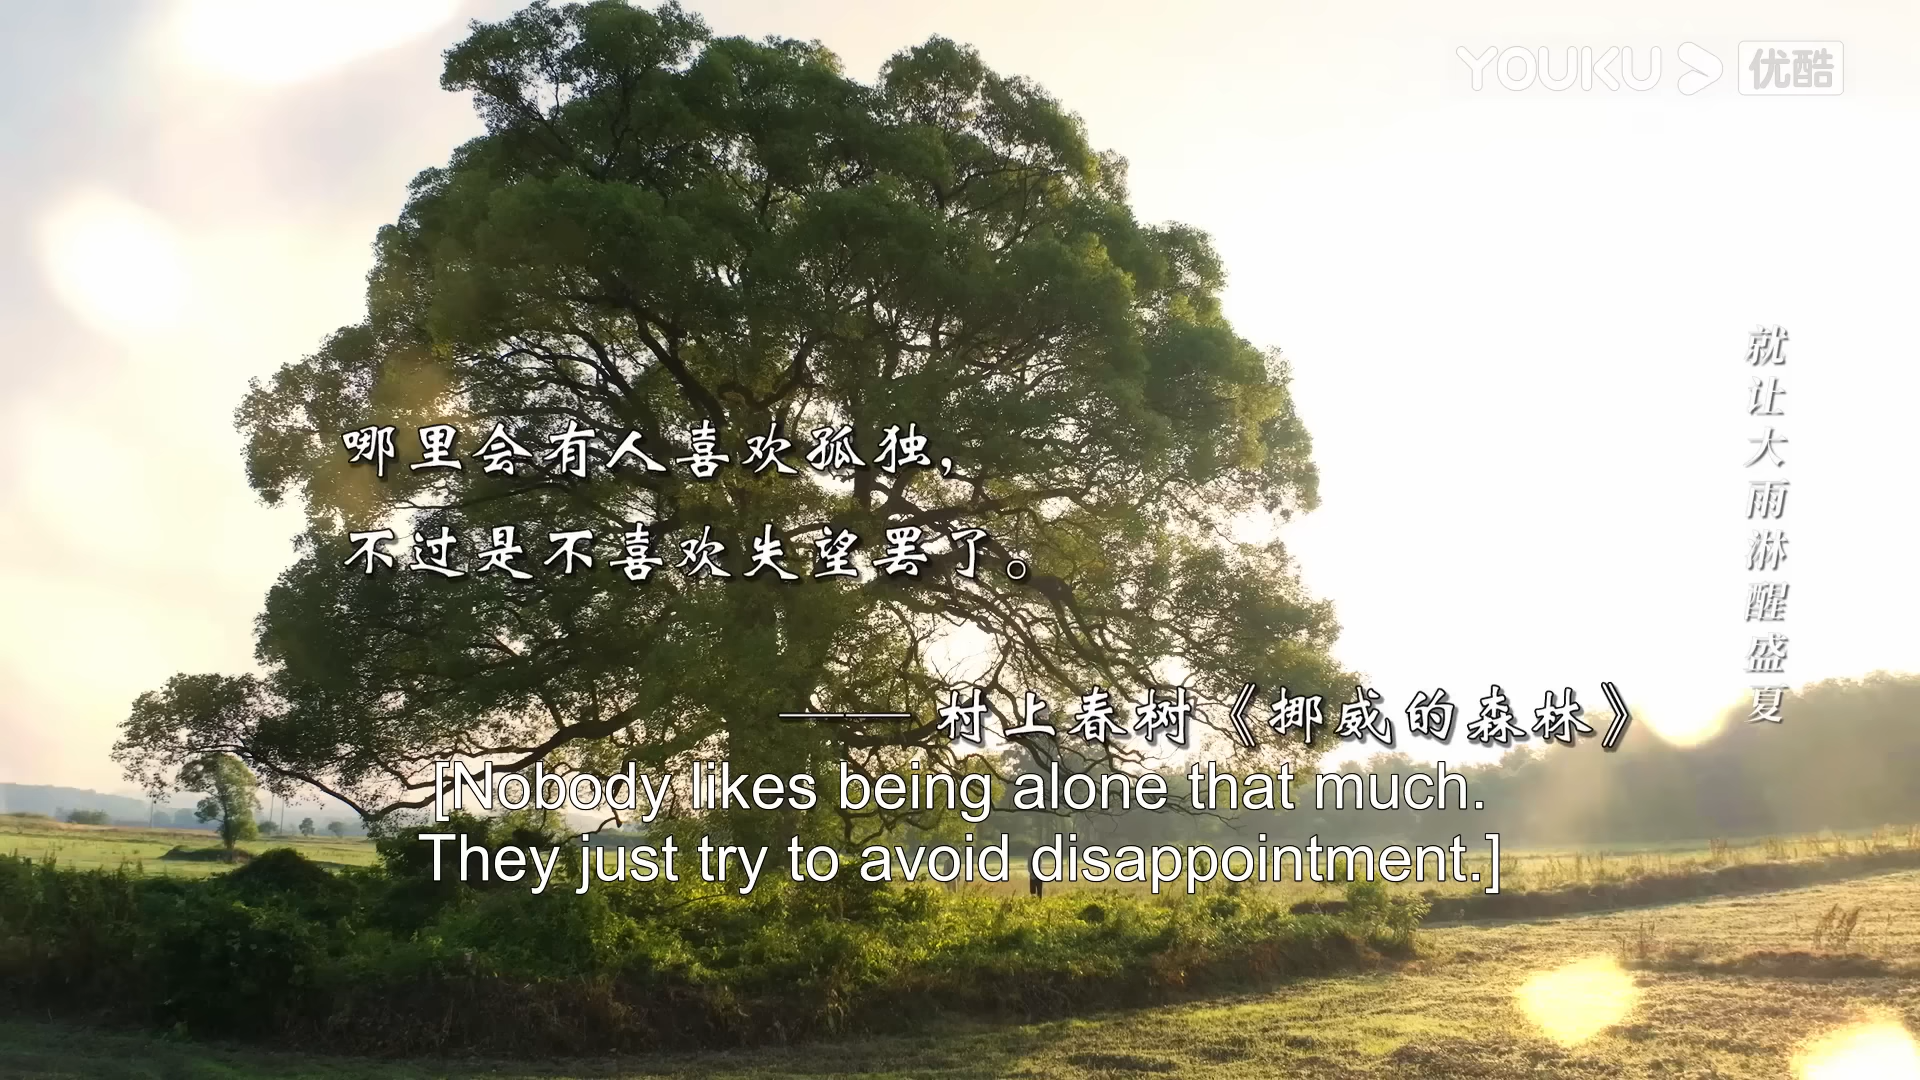 YOUKU 优酷
哪里会有人喜欢孤独，
不过是不喜欢失望罢了。
—— 村上春树《挪威的森林》
就让大雨淋醒盛夏
[Nobody likes being alone that much.
They just try to avoid disappointment.]